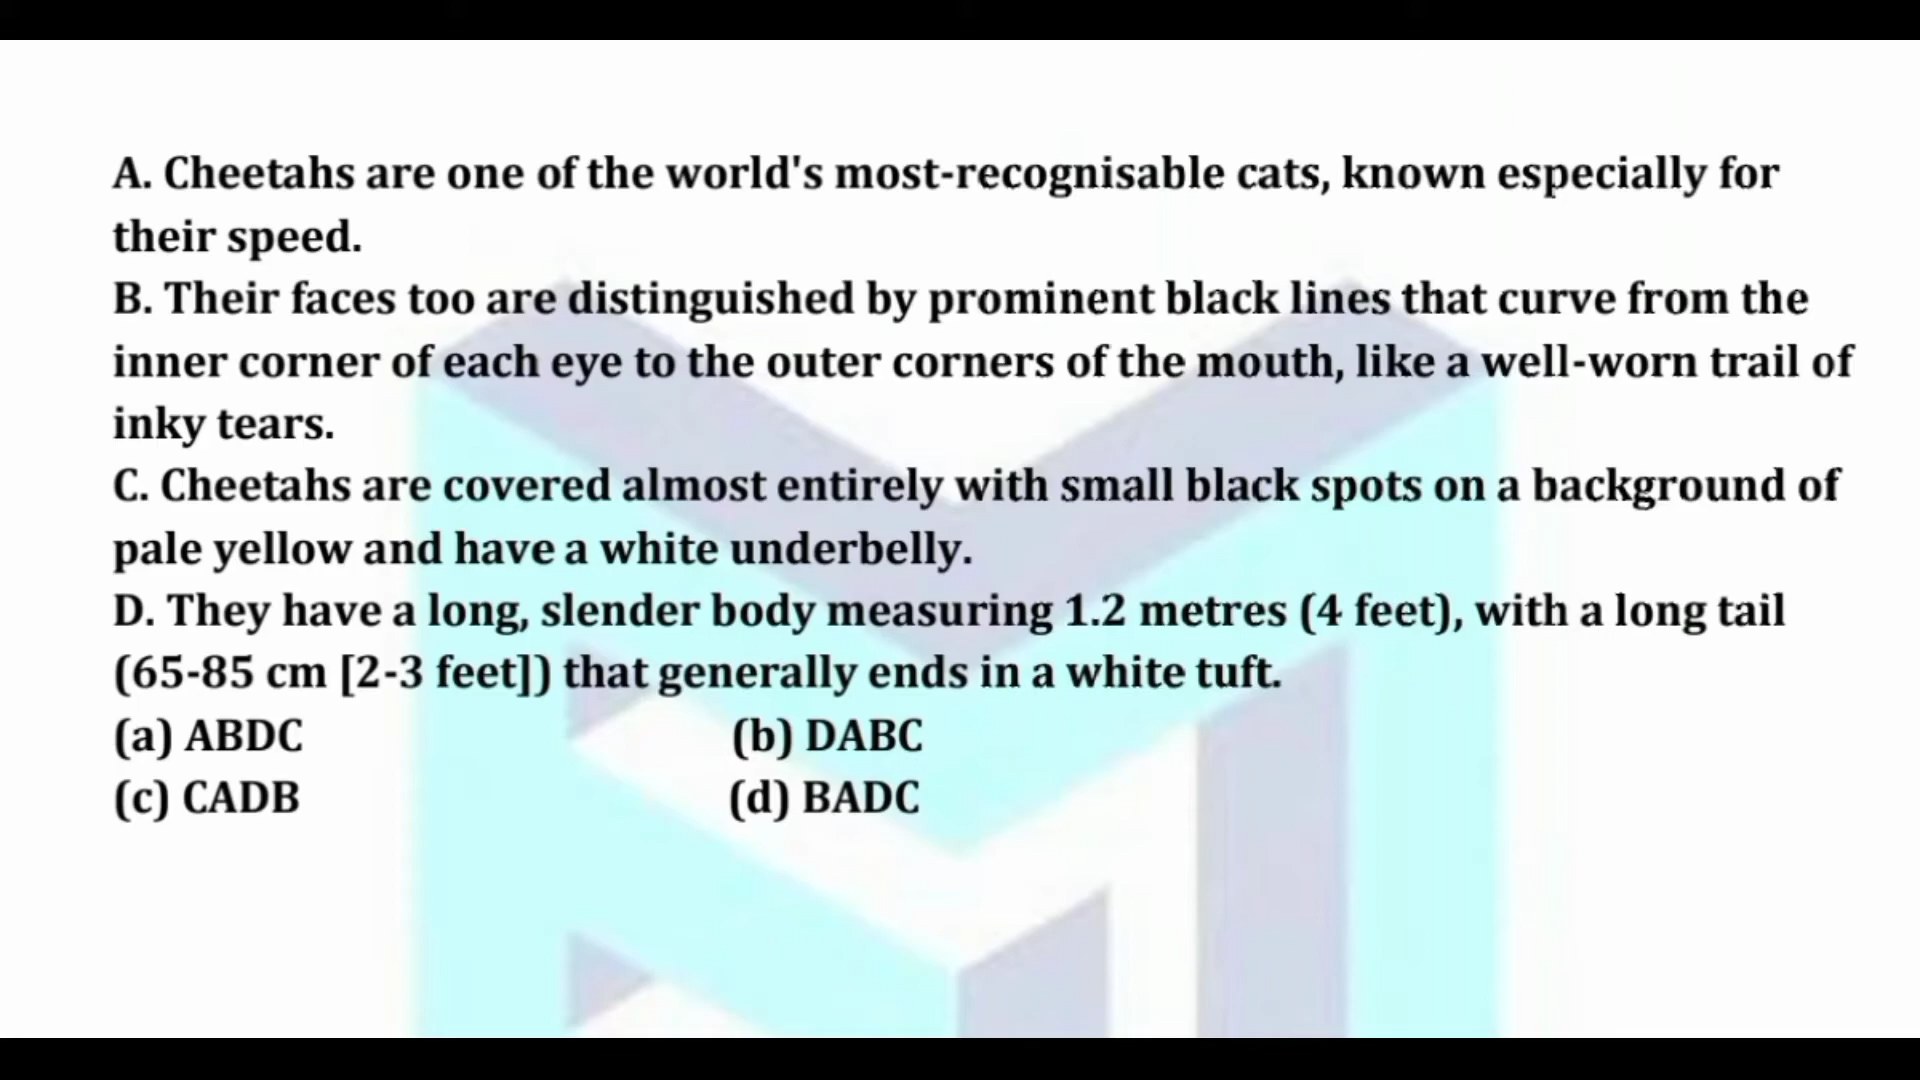 A. Cheetahs are one of the world's most-recognisable cats, known especially for
their speed.
B. Their faces too are distinguished by prominent black lines that curve from the
inner corner of each eye to the outer corners of the mouth, like a well-worn trail of
inky tears.
C. Cheetahs are covered almost entirely with small black spots on a background of
pale yellow and have a white underbelly.
D. They have a long, slender body measuring 1.2 metres (4 feet), with a long tail
(65-85 cm [2-3 feet]) that generally ends in a white tuft.
(a) ABDC (b) DABC
(c) CADB (d) BADC